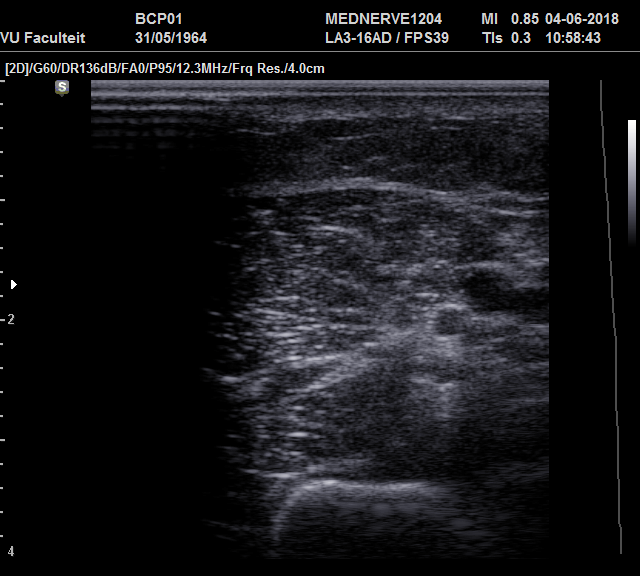 BCP01 MEDNERVE1204 MI 0.85 04-06-2018
VU Faculteit 31/05/1964 LA3-16AD / FPS39 TIs 0.3 10:58:43
[2D]/G60/DR136dB/FA0/P95/12.3MHz/Frq Res./4.0cm
S
2
4